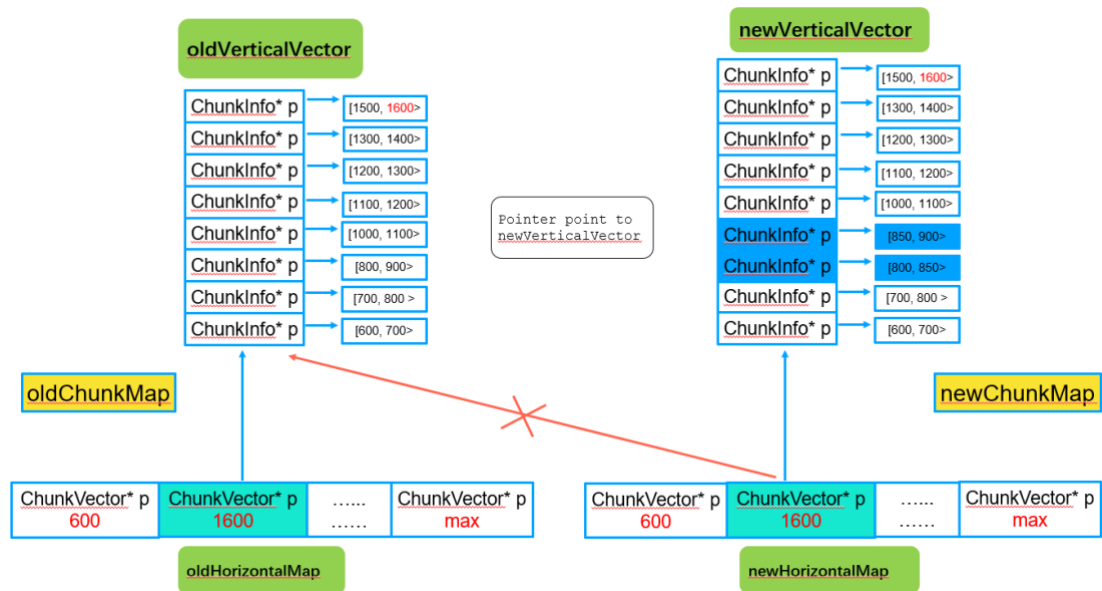 oldVerticalVector
newVerticalVector
ChunkInfo* p
[1500, 1600>
ChunkInfo* p
[1300, 1400>
ChunkInfo* p
[1200, 1300>
ChunkInfo* p
[1100, 1200>
ChunkInfo* p
[1000, 1100>
ChunkInfo* p
[800, 900>
ChunkInfo* p
[700, 800 >
ChunkInfo* p
[600, 700>
Pointer point to
newVerticalVector
ChunkInfo* p
[1500, 1600>
ChunkInfo* p
[1300, 1400>
ChunkInfo* p
[1200, 1300>
ChunkInfo* p
[1100, 1200>
ChunkInfo* p
[1000, 1100>
ChunkInfo* p
[850, 900>
ChunkInfo* p
[800, 850>
ChunkInfo* p
[700, 800 >
ChunkInfo* p
[600, 700>
oldChunkMap
newChunkMap
ChunkVector* p
600
ChunkVector* p
1600
......
……
ChunkVector* p
max
oldHorizontalMap
ChunkVector* p
600
ChunkVector* p
1600
......
……
ChunkVector* p
max
newHorizontalMap